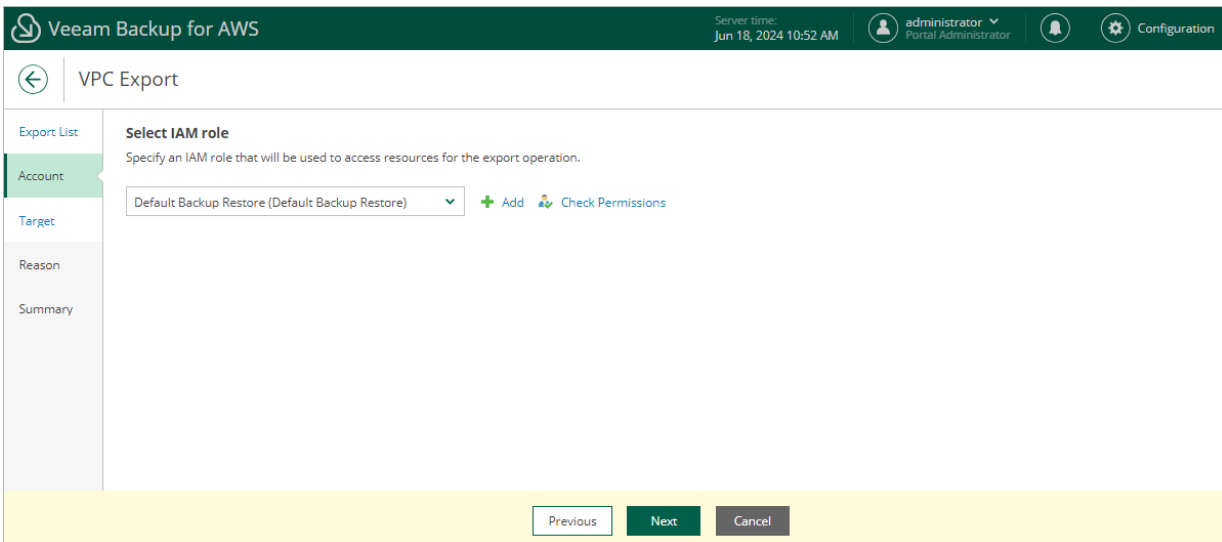 Veeam Backup for AWS
Server time:
Jun 18, 2024 10:52 AM
administrator
Portal Administrator
Configuration
VPC Export
Export List
Account
Target
Reason
Summary
Select IAM role
Specify an IAM role that will be used to access resources for the export operation.
Default Backup Restore (Default Backup Restore)
Add
Check Permissions
Previous
Next
Cancel